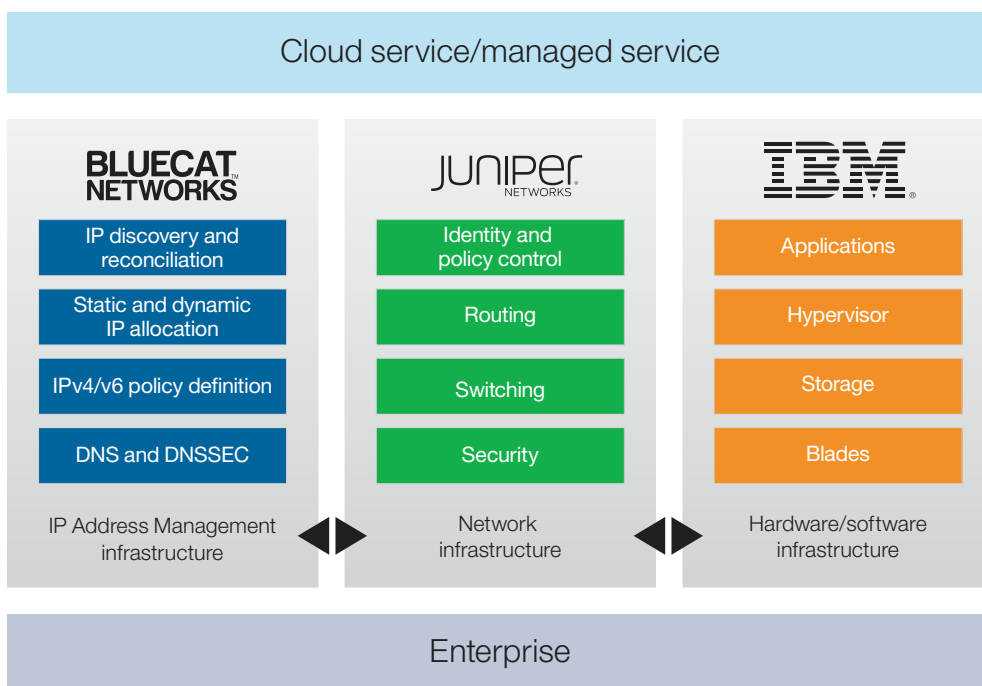 Cloud service/managed service
BLUECAT
NETWORKS™
IP discovery and
reconciliation
Static and dynamic
IP allocation
IPv4/v6 policy definition
DNS and DNSSEC
IP Address Management
infrastructure
JUNIPER
NETWORKS®
Identity and
policy control
Routing
Switching
Security
Network
infrastructure
IBM®
Applications
Hypervisor
Storage
Blades
Hardware/software
infrastructure
Enterprise